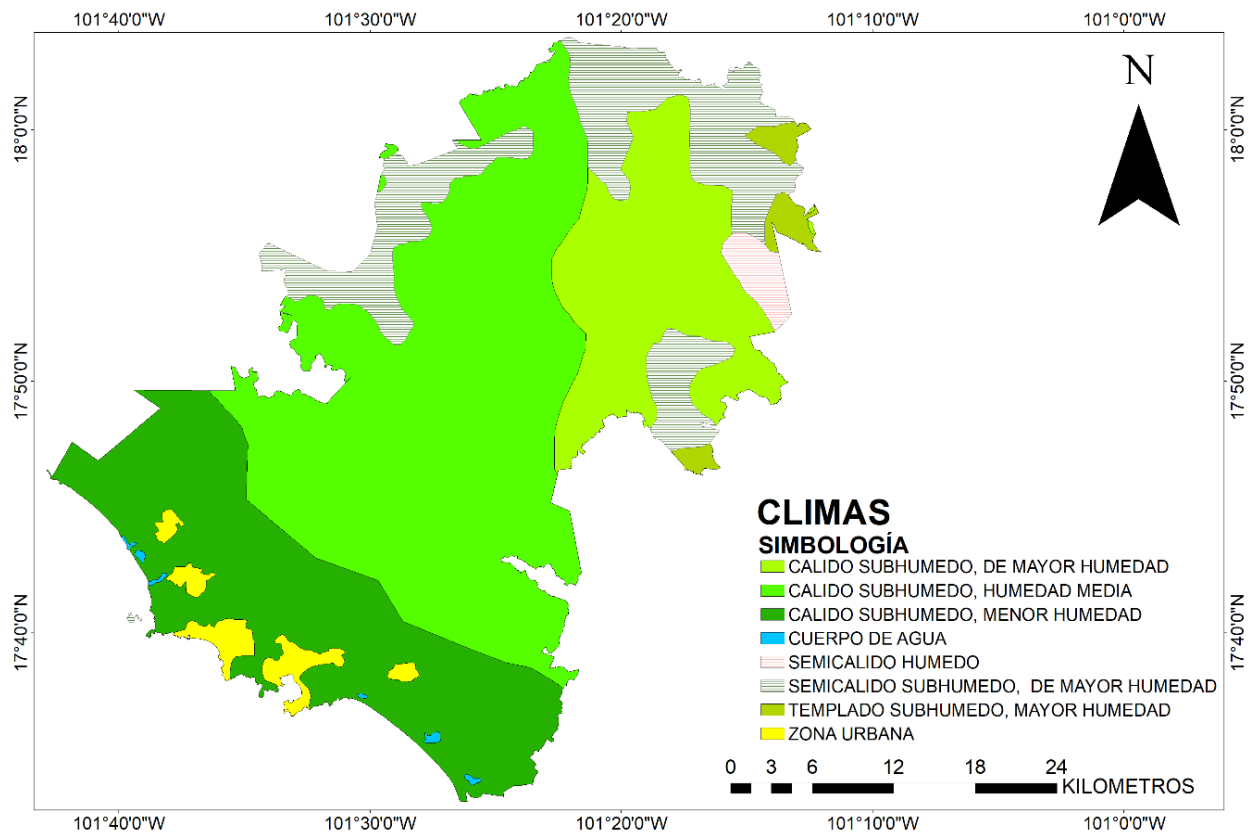 101°40'0"W 101°30'0"W 101°20'0"W 101°10'0"W 101°0'0"W
N
18°0'0"N 18°0'0"N
17°50'0"N 17°50'0"N
17°40'0"N 17°40'0"N
CLIMAS
SIMBOLOGÍA
CALIDO SUBHUMEDO, DE MAYOR HUMEDAD
CALIDO SUBHUMEDO, HUMEDAD MEDIA
CALIDO SUBHUMEDO, MENOR HUMEDAD
CUERPO DE AGUA
SEMICALIDO HUMEDO
SEMICALIDO SUBHUMEDO, DE MAYOR HUMEDAD
TEMPLADO SUBHUMEDO, MAYOR HUMEDAD
ZONA URBANA
0 3 6 12 18 24
KILOMETROS
101°40'0"W 101°30'0"W 101°20'0"W 101°10'0"W 101°0'0"W